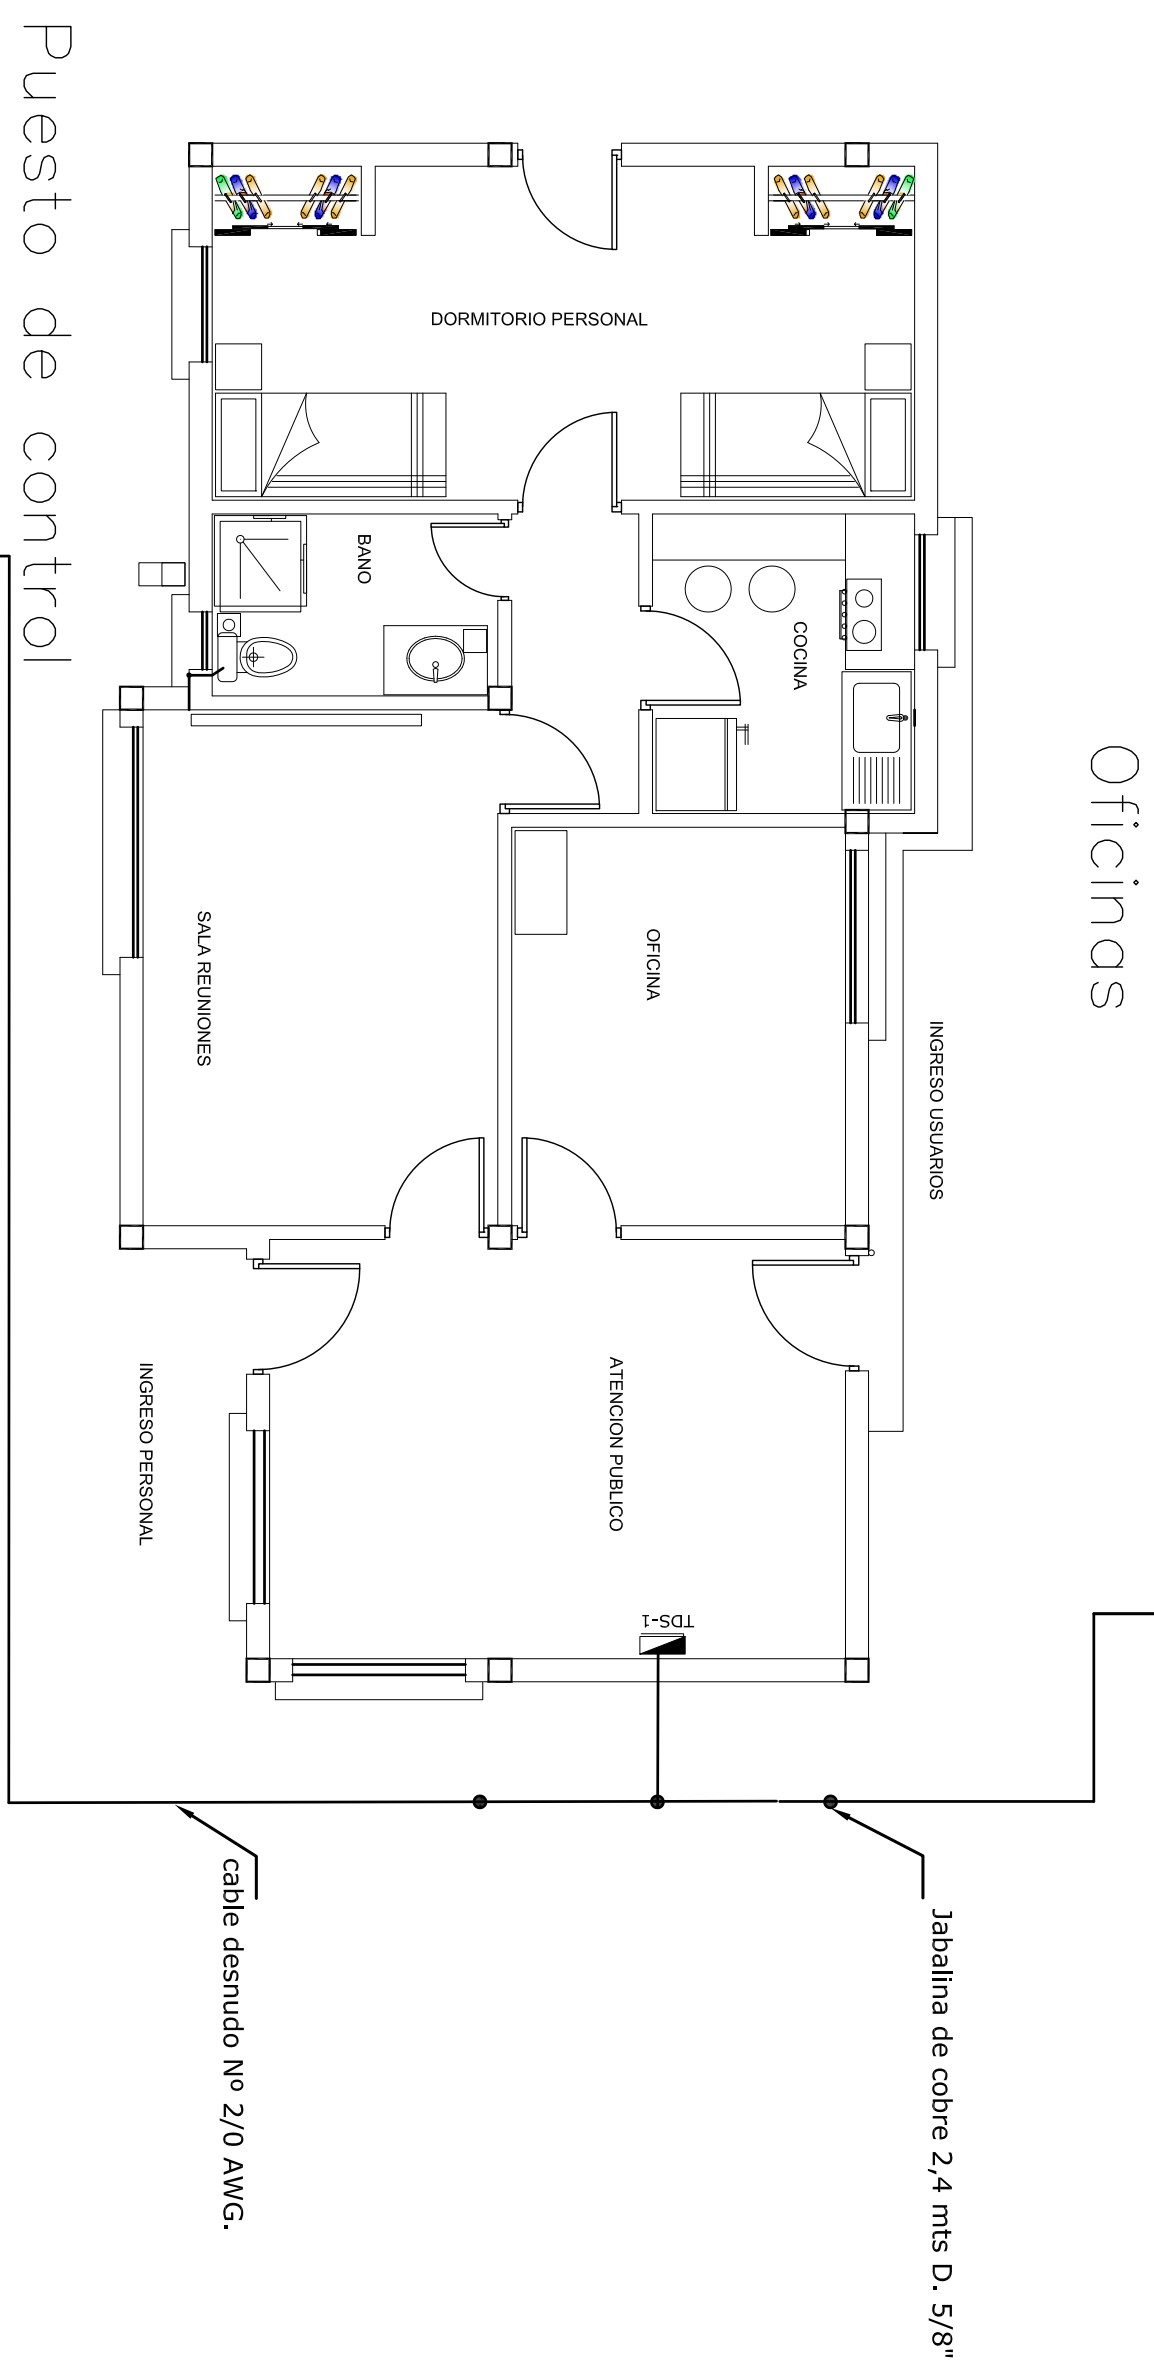 Oficinas
Puesto de control
DORMITORIO PERSONAL
BANO
COCINA
SALA REUNIONES
OFICINA
INGRESO USUARIOS
INGRESO PERSONAL
ATENCION PUBLICO
TDS-1
Jabalina de cobre 2,4 mts D. 5/8"
cable desnudo Nº 2/0 AWG.